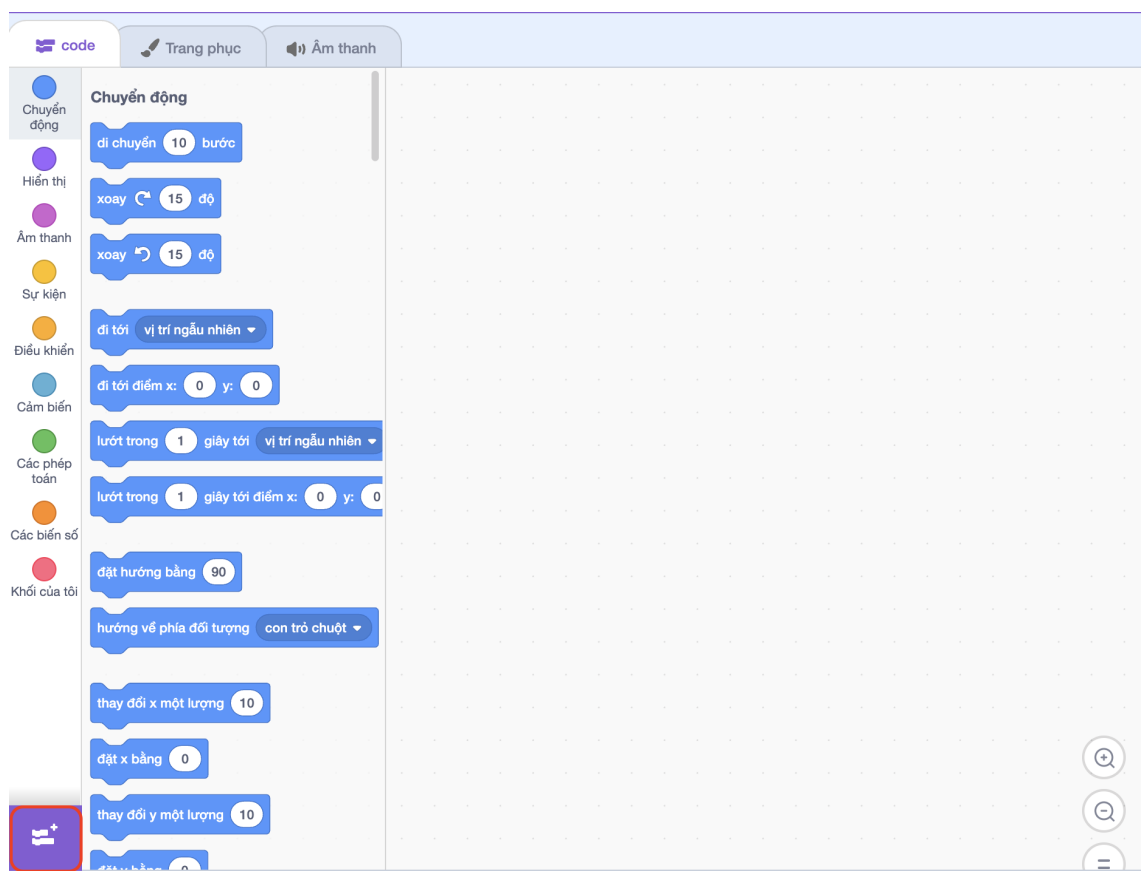 code
Trang phục
Âm thanh
Chuyển động
Hiển thị
Âm thanh
Sự kiện
Điều khiển
Cảm biến
Các phép toán
Các biến số
Khối của tôi
Chuyển động
di chuyển 10 bước
xoay 15 độ
xoay 15 độ
đi tới vị trí ngẫu nhiên
đi tới điểm x: 0 y: 0
lướt trong 1 giây tới vị trí ngẫu nhiên
lướt trong 1 giây tới điểm x: 0 y: 0
đặt hướng bằng 90
hướng về phía đối tượng con trỏ chuột
thay đổi x một lượng 10
đặt x bằng 0
thay đổi y một lượng 10
đặt y bằng 0